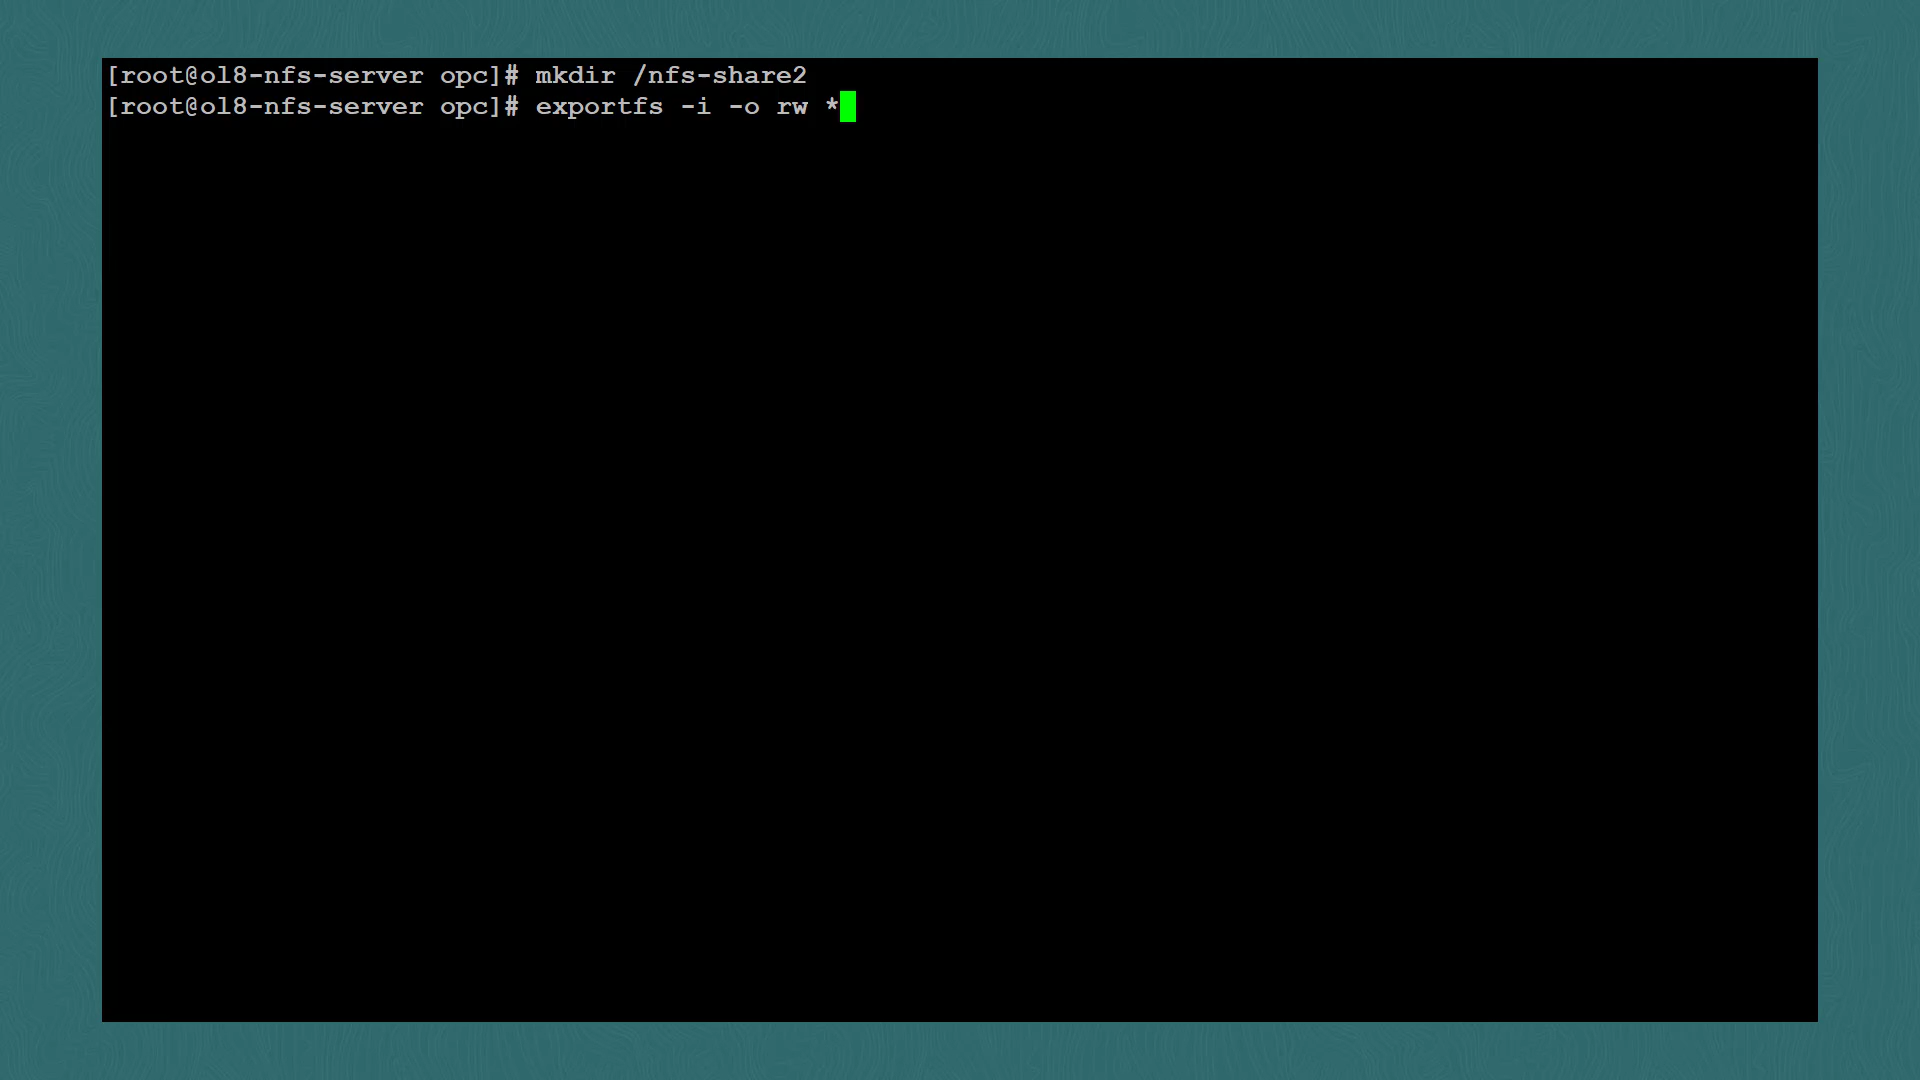 [root@ol8-nfs-server opc]# mkdir /nfs-share2
[root@ol8-nfs-server opc]# exportfs -i -o rw *